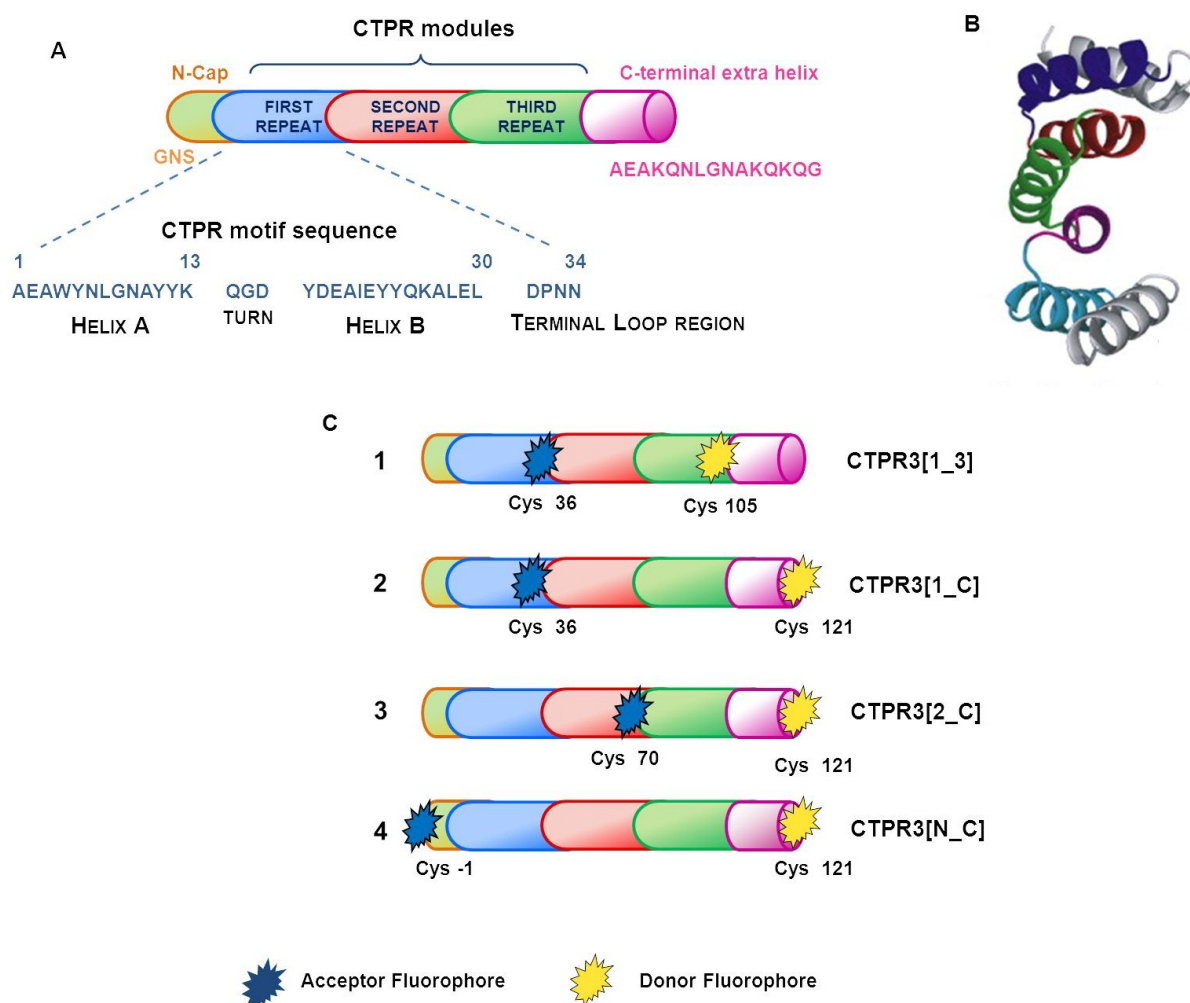 A
CTPR modules
B
N-Cap
C-terminal extra helix
FIRST REPEAT
SECOND REPEAT
THIRD REPEAT
GNS
AEAKQNLGNAKQKQG
CTPR motif sequence
1 13 30 34
AEAWYNLGNAYYK QGD YDEAIEYYQKALEL DPNN
HELIX A TURN HELIX B TERMINAL LOOP REGION
C
1 CTPR3[1_3]
Cys 36 Cys 105
2 CTPR3[1_C]
Cys 36 Cys 121
3 CTPR3[2_C]
Cys 70 Cys 121
4 CTPR3[N_C]
Cys -1 Cys 121
Acceptor Fluorophore Donor Fluorophore